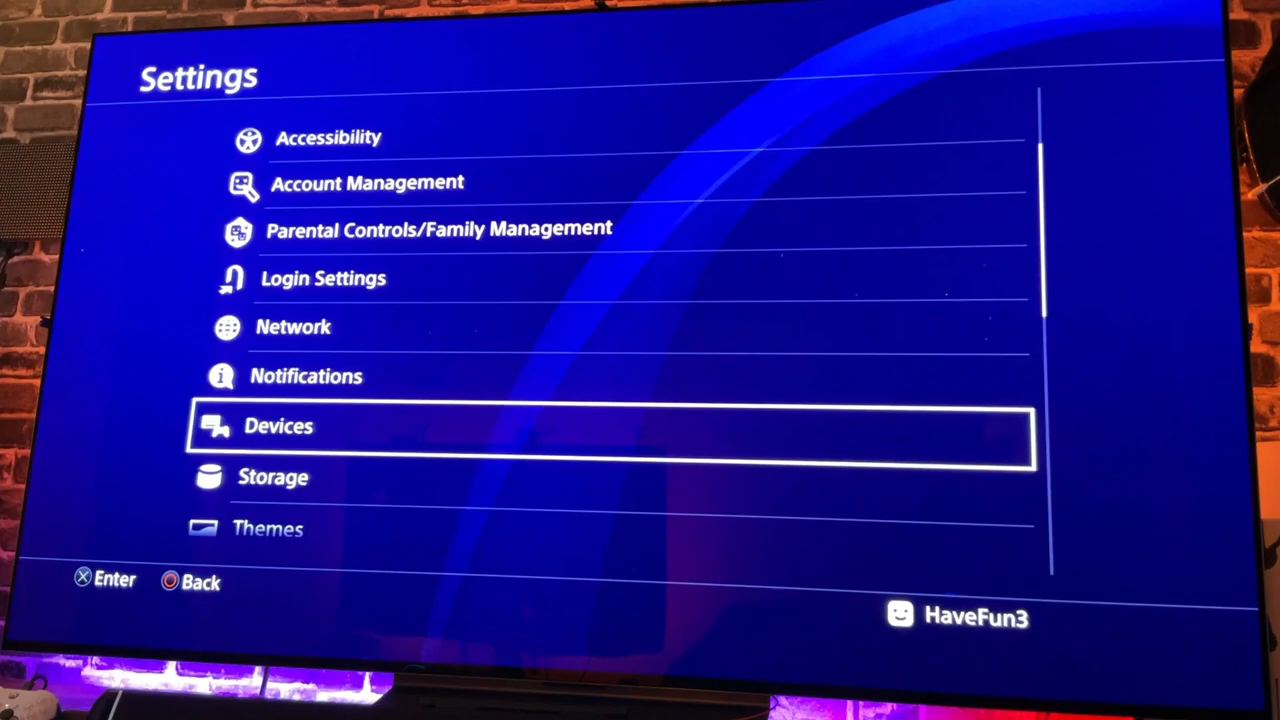 Settings
Accessibility
Account Management
Parental Controls/Family Management
Login Settings
Network
Notifications
Devices
Storage
Themes
Enter Back
HaveFun3